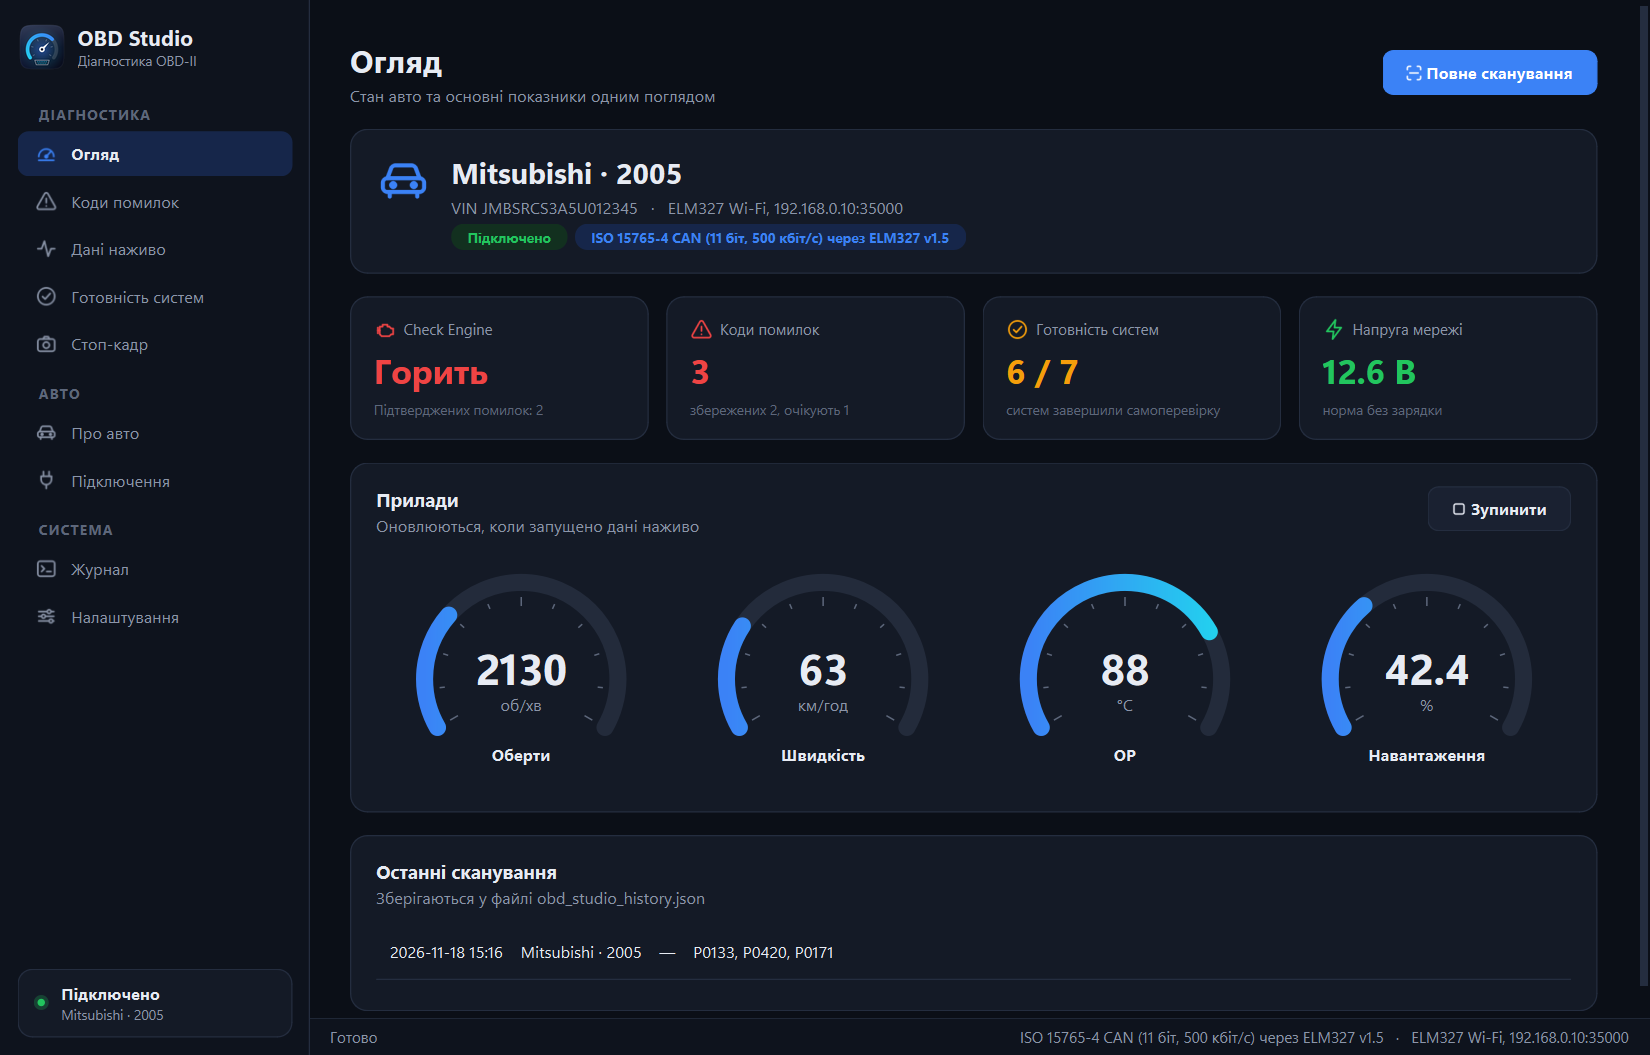 OBD Studio
Діагностика OBD-II
ДІАГНОСТИКА
Огляд
Коди помилок
Дані наживо
Готовність систем
Стоп-кадр
АВТО
Про авто
Підключення
СИСТЕМА
Журнал
Налаштування
Підключено
Mitsubishi · 2005
Огляд
Стан авто та основні показники одним поглядом
Повне сканування
Mitsubishi · 2005
VIN JMBSRCS3A5U012345 · ELM327 Wi-Fi, 192.168.0.10:35000
Підключено
ISO 15765-4 CAN (11 біт, 500 кбіт/с) через ELM327 v1.5
Check Engine
Горить
Підтверджених помилок: 2
Коди помилок
3
збережених 2, очікують 1
Готовність систем
6 / 7
систем завершили самоперевірку
Напруга мережі
12.6 В
норма без зарядки
Прилади
Оновлюються, коли запущено дані наживо
Зупинити
2130
об/хв
Оберти
63
км/год
Швидкість
88
°C
ОР
42.4
%
Навантаження
Останні сканування
Зберігаються у файлі obd_studio_history.json
2026-11-18 15:16 Mitsubishi · 2005 — P0133, P0420, P0171
Готово
ISO 15765-4 CAN (11 біт, 500 кбіт/с) через ELM327 v1.5 · ELM327 Wi-Fi, 192.168.0.10:35000